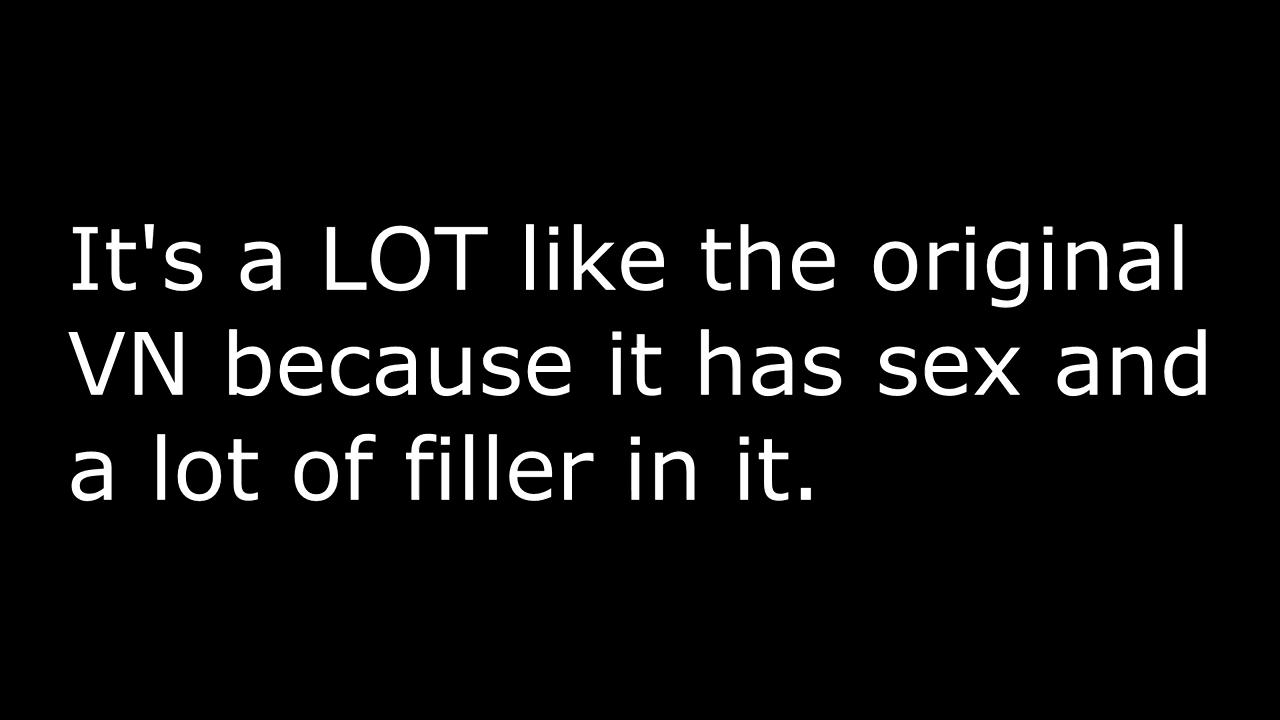 It's a LOT like the original
VN because it has sex and
a lot of filler in it.